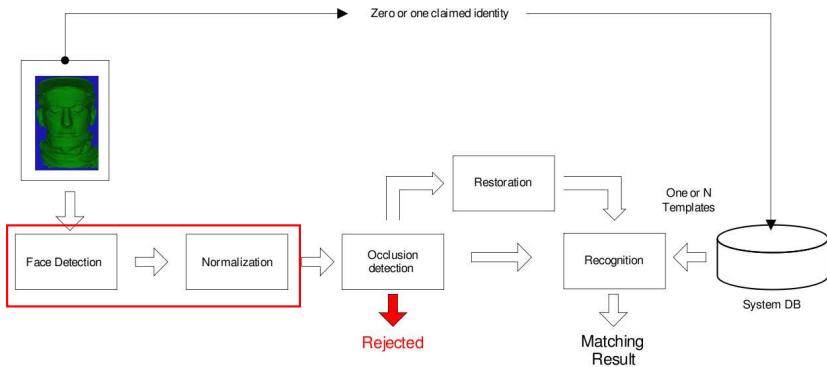 Zero or one claimed identity
Restoration
One or N
Templates
Face Detection
Normalization
Occlusion
detection
Recognition
System DB
Rejected
Matching
Result